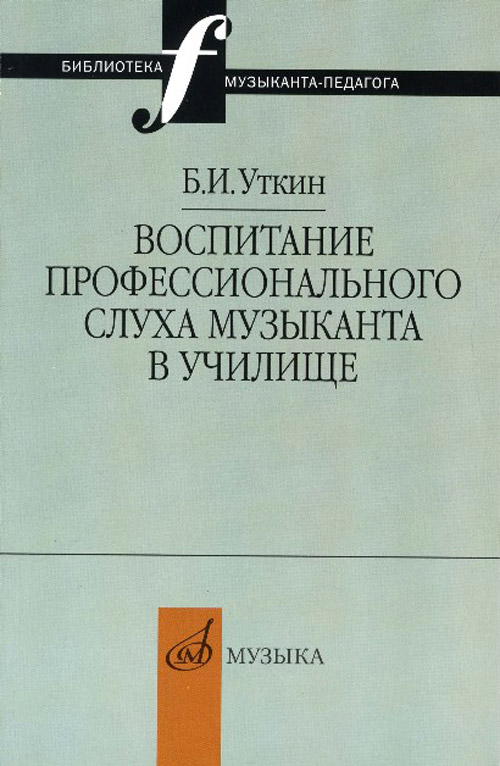 БИБЛИОТЕКА
МУЗЫКАНТА-ПЕДАГОГА
Б.И.Уткин
ВОСПИТАНИЕ
ПРОФЕССИОНАЛЬНОГО
СЛУХА МУЗЫКАНТА
В УЧИЛИЩЕ
МУЗЫКА